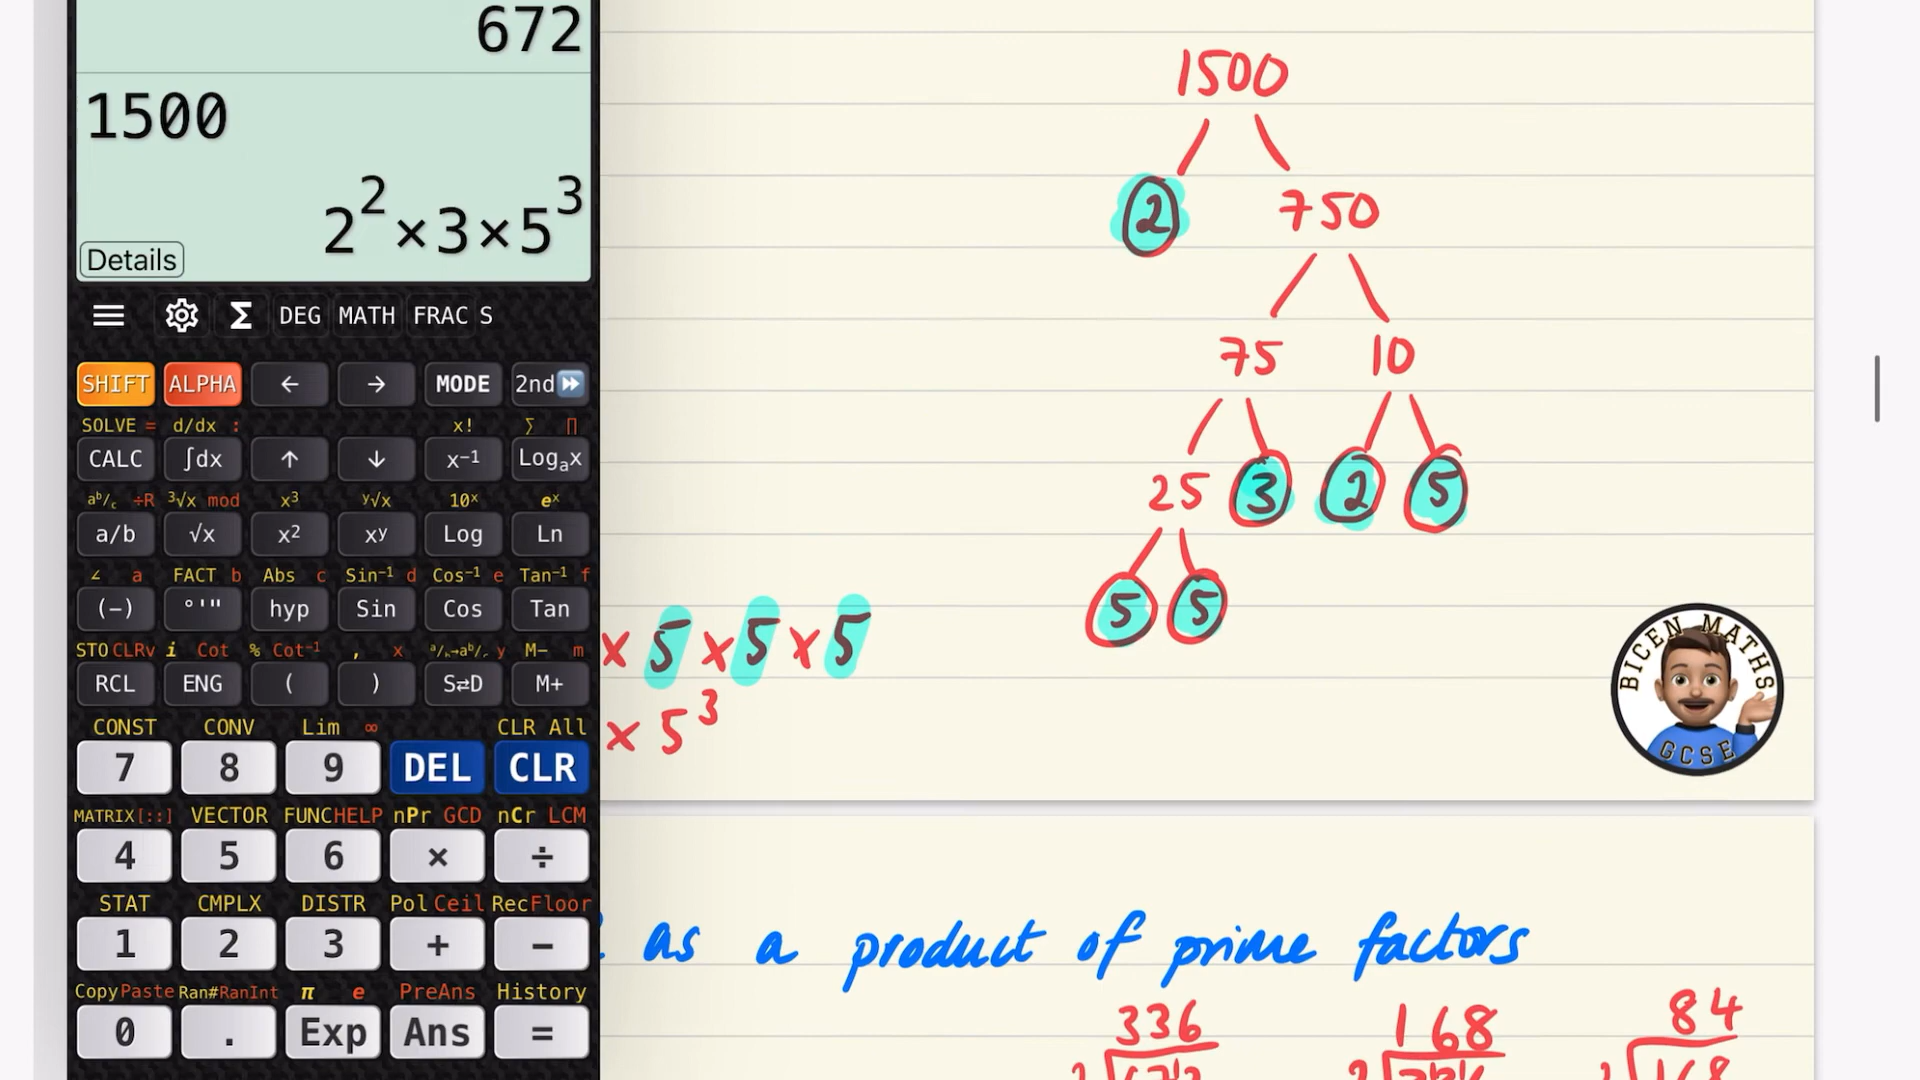 672
1500
2² × 3 × 5³
Details
DEG MATH FRAC S
SHIFT ALPHA ← → MODE 2nd
SOLVE = d/dx : x! ∑ ∏
CALC ∫dx ↑ ↓ x⁻¹ Logₐx
aᵇ/c ÷R ³√x mod x³ ʸ√x 10ˣ eˣ
a/b √x x² xʸ Log Ln
∠ a FACT b Abs c Sin⁻¹ d Cos⁻¹ e Tan⁻¹ f
(−) °'" hyp Sin Cos Tan
STO CLRv i Cot % Cot⁻¹ , x y M− m
RCL ENG ( ) S⇄D M+
CONST CONV Lim ∞ CLR All
7 8 9 DEL CLR
MATRIX[::] VECTOR FUNC HELP nPr GCD nCr LCM
4 5 6 × ÷
STAT CMPLX DISTR Pol Ceil Rec Floor
1 2 3 + −
Copy Paste Ran# RanInt π e PreAns History
0 . Exp Ans =
1500
2 750
75 10
25 3 2 5
5 5
× 5 × 5 × 5
× 5³
BICEN MATHS
GCSE
as a product of prime factors
336 168 84